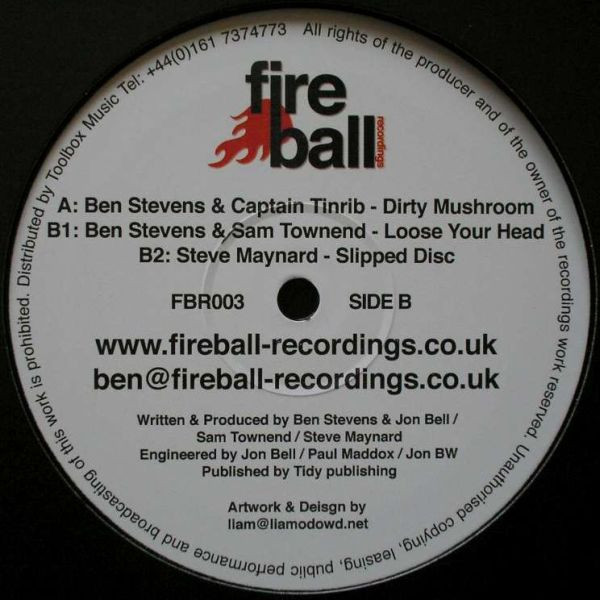 fire
ball
recordings
A: Ben Stevens & Captain Tinrib - Dirty Mushroom
B1: Ben Stevens & Sam Townend - Loose Your Head
B2: Steve Maynard - Slipped Disc
FBR003 SIDE B
www.fireball-recordings.co.uk
ben@fireball-recordings.co.uk
Written & Produced by Ben Stevens & Jon Bell /
Sam Townend / Steve Maynard
Engineered by Jon Bell / Paul Maddox / Jon BW
Published by Tidy publishing
Artwork & Deisgn by
liam@liamodowd.net
All rights of the producer and of the owner of the recordings work reserved. Unauthorised copying, leasing, public performance and broadcasting of this work is prohibited. Distributed by Toolbox Music Tel: +44(0)161 7374773